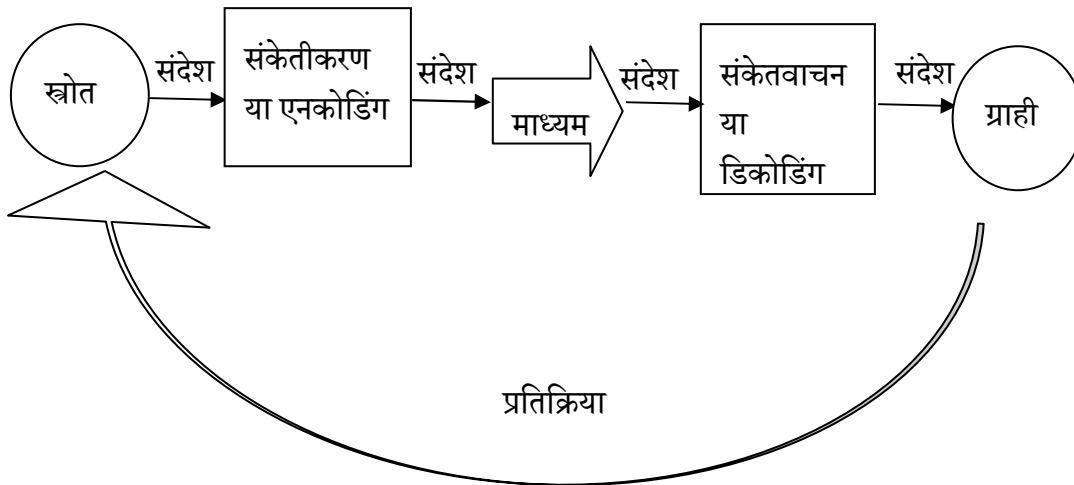 स्त्रोत
संदेश
संकेतीकरण
या एनकोडिंग
संदेश
माध्यम
संदेश
संकेतवाचन
या
डिकोडिंग
संदेश
ग्राही
प्रतिक्रिया